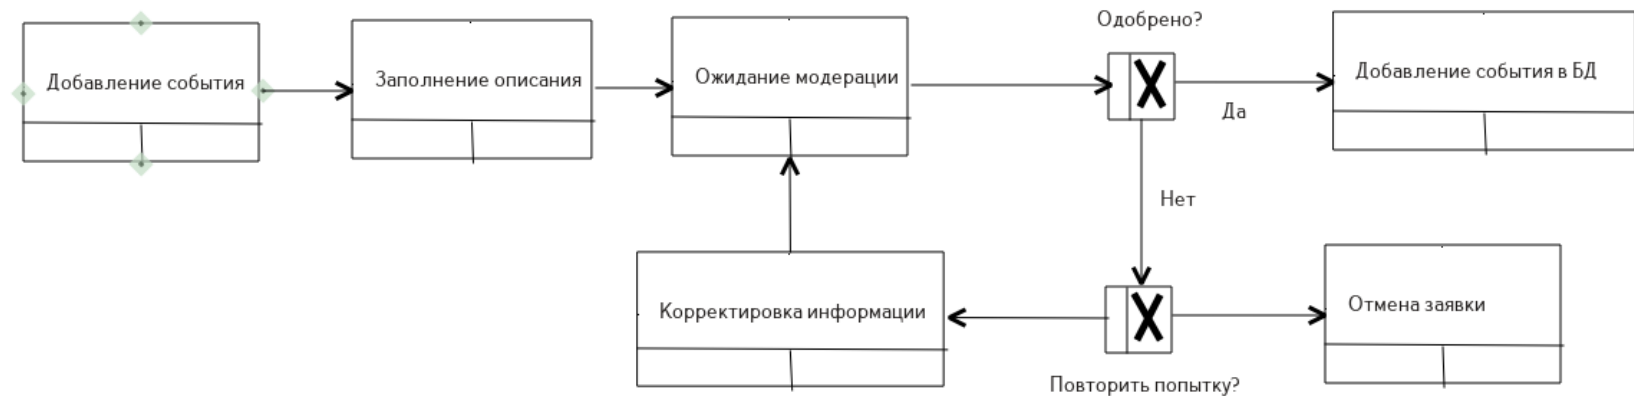 Одобрено?
Добавление события
Заполнение описания
Ожидание модерации
X
Добавление события в БД
Да
Нет
Корректировка информации
X
Отмена заявки
Повторить попытку?